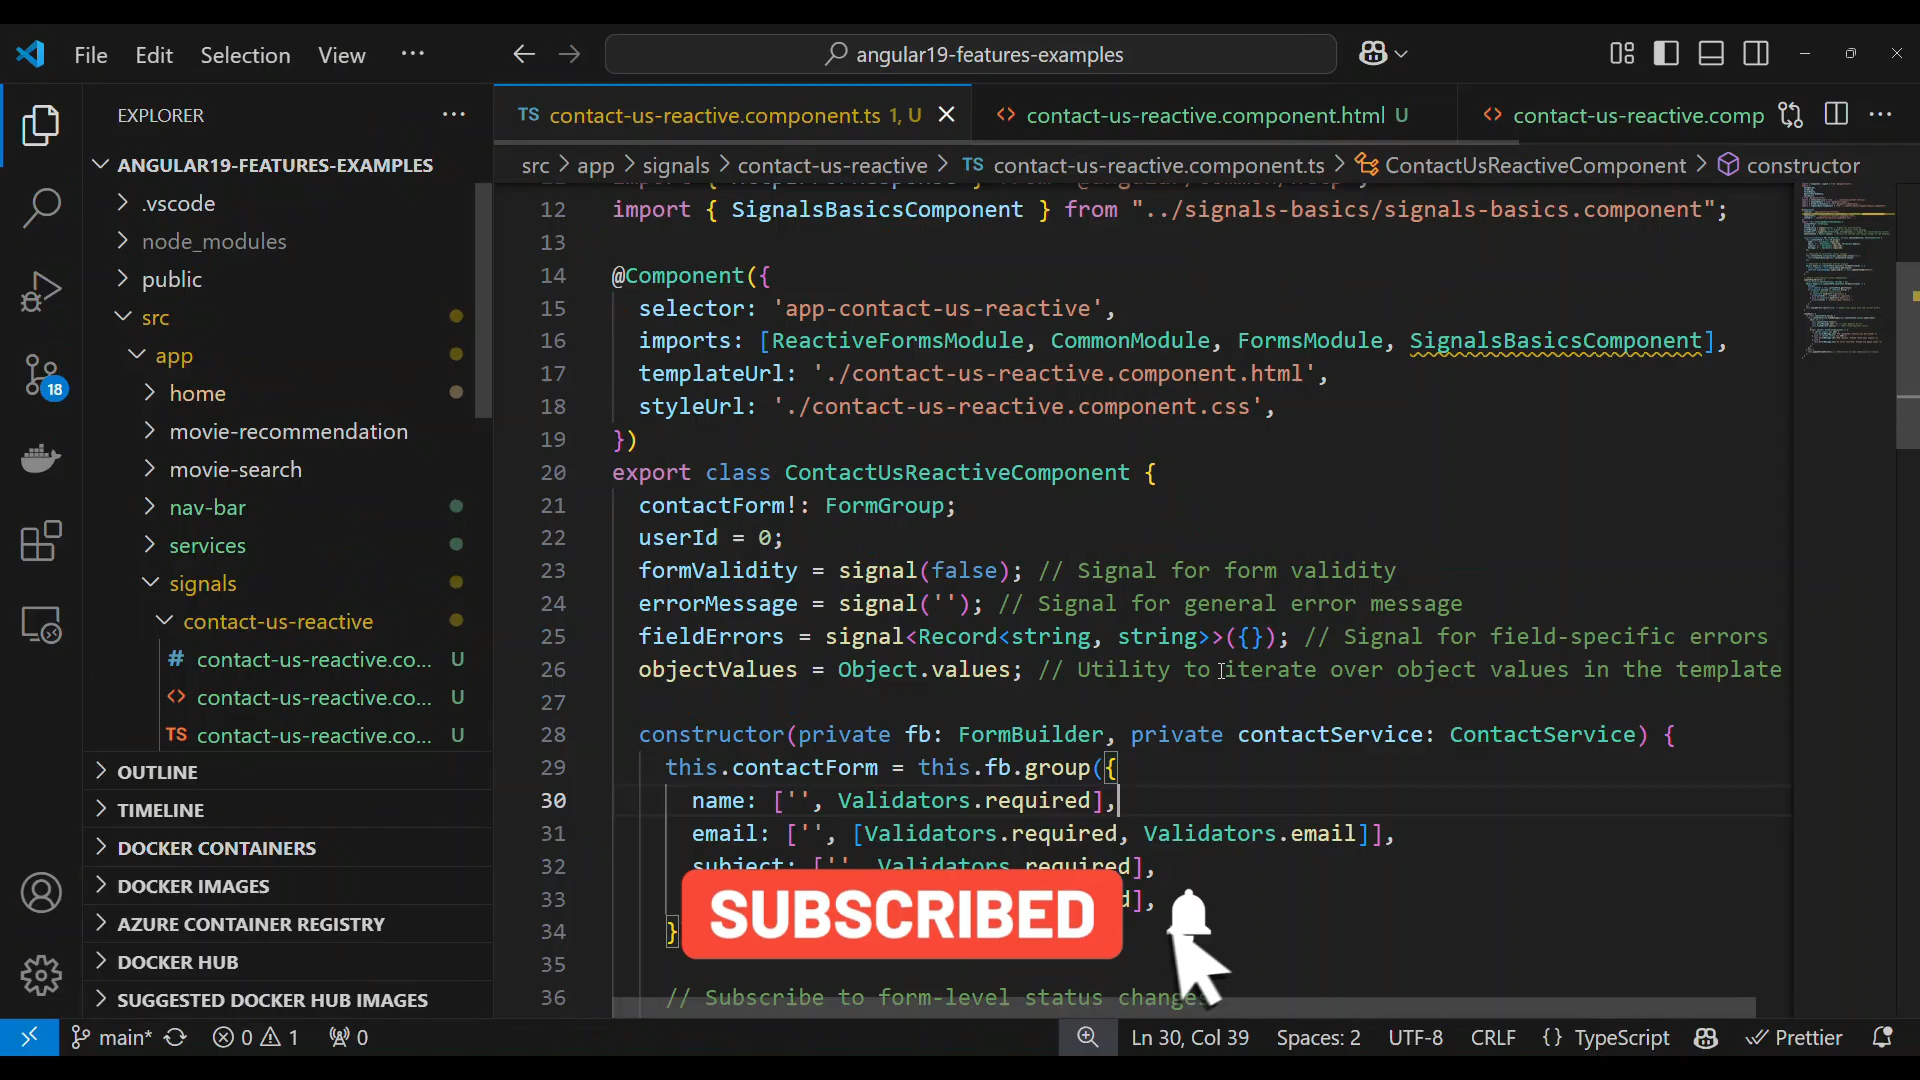 File Edit Selection View ···
angular19-features-examples
EXPLORER ···
ANGULAR19-FEATURES-EXAMPLES
.vscode
node_modules
public
src
app
home
movie-recommendation
movie-search
nav-bar
services
signals
contact-us-reactive
# contact-us-reactive.co... U
<> contact-us-reactive.co... U
TS contact-us-reactive.co... U
OUTLINE
TIMELINE
DOCKER CONTAINERS
DOCKER IMAGES
AZURE CONTAINER REGISTRY
DOCKER HUB
SUGGESTED DOCKER HUB IMAGES
18
TS contact-us-reactive.component.ts 1, U
<> contact-us-reactive.component.html U
<> contact-us-reactive.comp
src > app > signals > contact-us-reactive > TS contact-us-reactive.component.ts > ContactUsReactiveComponent > constructor
12 import { SignalsBasicsComponent } from "../signals-basics/signals-basics.component";
13
14 @Component({
15 selector: 'app-contact-us-reactive',
16 imports: [ReactiveFormsModule, CommonModule, FormsModule, SignalsBasicsComponent],
17 templateUrl: './contact-us-reactive.component.html',
18 styleUrl: './contact-us-reactive.component.css',
19 })
20 export class ContactUsReactiveComponent {
21 contactForm!: FormGroup;
22 userId = 0;
23 formValidity = signal(false); // Signal for form validity
24 errorMessage = signal(''); // Signal for general error message
25 fieldErrors = signal<Record<string, string>>({}); // Signal for field-specific errors
26 objectValues = Object.values; // Utility to iterate over object values in the template
27
28 constructor(private fb: FormBuilder, private contactService: ContactService) {
29 this.contactForm = this.fb.group({
30 name: ['', Validators.required],
31 email: ['', [Validators.required, Validators.email]],
32 subject: ['', Validators.required],
33 d],
34 }
35
36 // Subscribe to form-level status changes
SUBSCRIBED
main* 0 1 0
Ln 30, Col 39 Spaces: 2 UTF-8 CRLF {} TypeScript Prettier